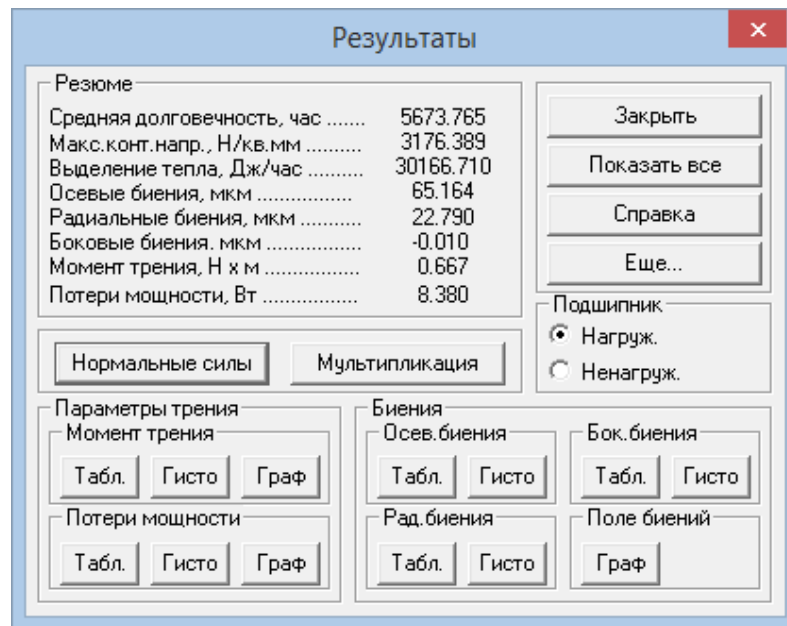 Результаты
Резюме
Средняя долговечность, час ....... 5673.765
Макс.конт.напр., Н/кв.мм .......... 3176.389
Выделение тепла, Дж/час .......... 30166.710
Осевые биения, мкм ................. 65.164
Радиальные биения, мкм ........... 22.790
Боковые биения. мкм ................. -0.010
Момент трения, Н x м ................. 0.667
Потери мощности, Вт ................. 8.380
Закрыть
Показать все
Справка
Еще...
Подшипник
Нагруж.
Ненагруж.
Нормальные силы Мультипликация
Параметры трения
Момент трения
Табл. Гисто Граф
Потери мощности
Табл. Гисто Граф
Биения
Осев.биения
Табл. Гисто
Бок.биения
Табл. Гисто
Рад.биения
Табл. Гисто
Поле биений
Граф